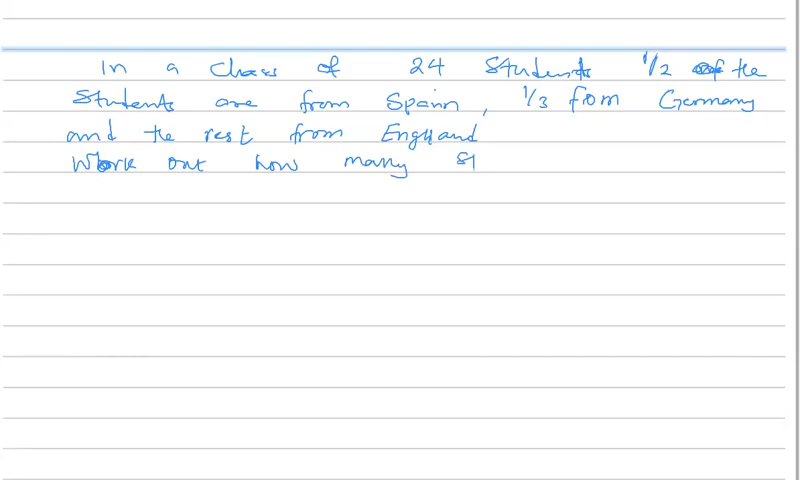 In a class of 24 students 1/2 of the
students are from Spain, 1/3 from Germany
and the rest from England
Work out how many st